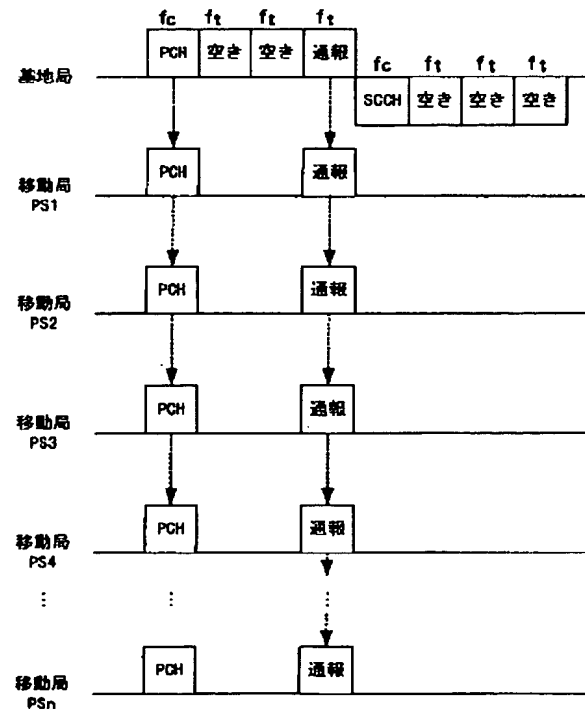 fc ft ft ft
PCH 空き 空き 通報
基地局
fc ft ft ft
SCCH 空き 空き 空き
PCH 通報
移動局
PS1
PCH 通報
移動局
PS2
PCH 通報
移動局
PS3
PCH 通報
移動局
PS4
⋮ ⋮ ⋮
PCH 通報
移動局
PSn